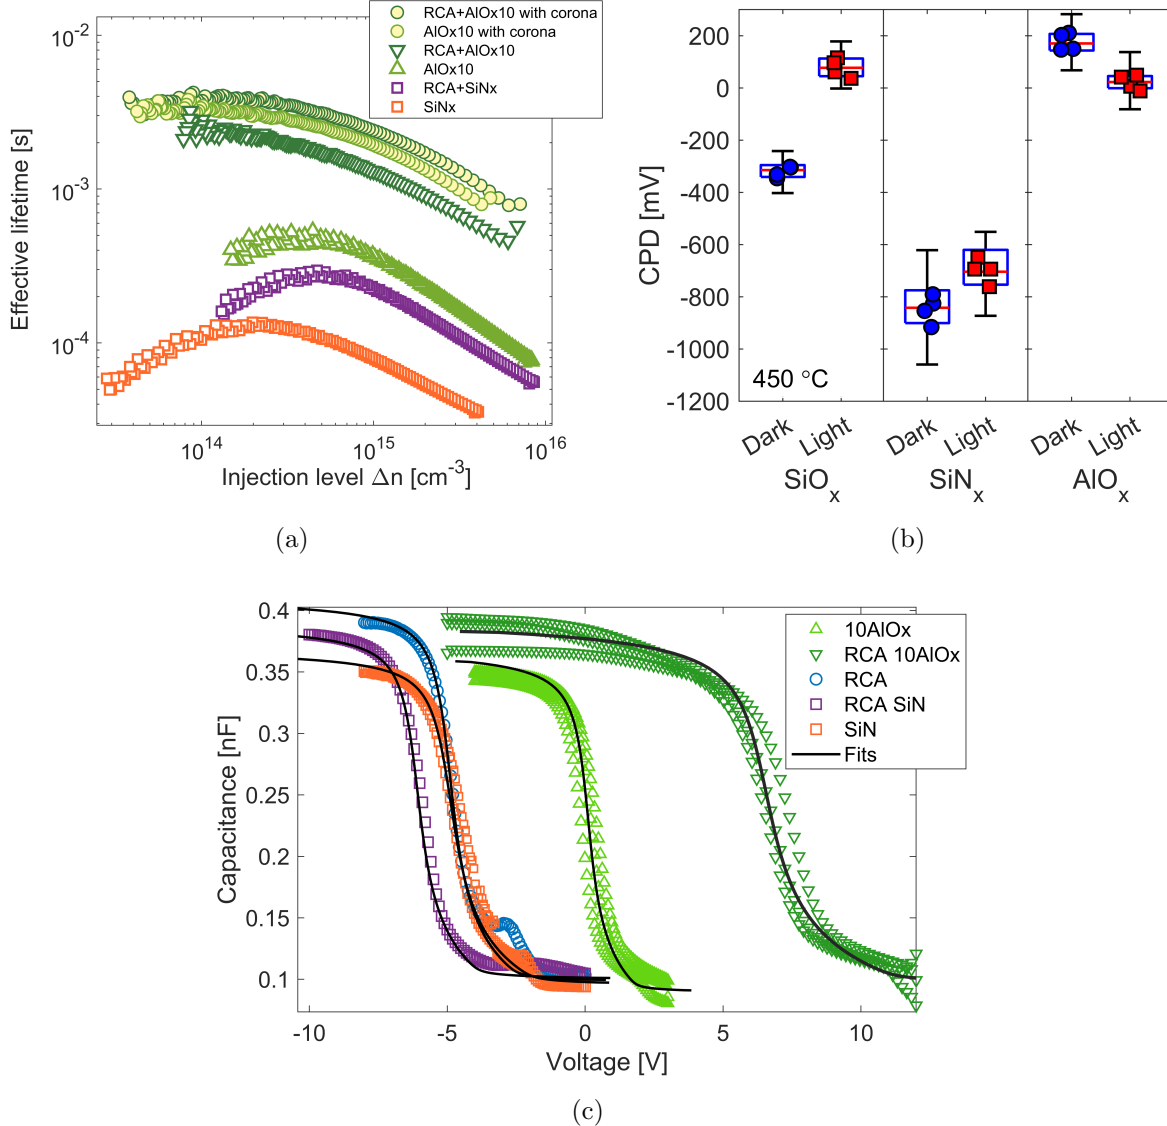 RCA+AlOx10 with corona
AlOx10 with corona
RCA+AlOx10
AlOx10
RCA+SiNx
SiNx
10^-2
10^-3
10^-4
Effective lifetime [s]
10^14
10^15
10^16
Injection level Δn [cm^-3]
(a)
200
0
-200
-400
-600
-800
-1000
-1200
CPD [mV]
450 °C
Dark
Light
Dark
Light
Dark
Light
SiO_x
SiN_x
AlO_x
(b)
0.4
0.35
0.3
0.25
0.2
0.15
0.1
Capacitance [nF]
10AlOx
RCA 10AlOx
RCA
RCA SiN
SiN
Fits
-10
-5
0
5
10
Voltage [V]
(c)